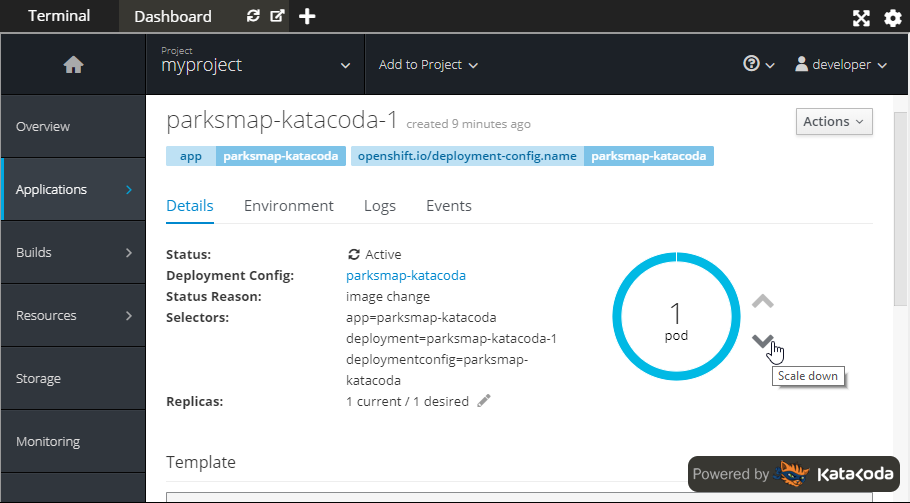 Terminal
Dashboard
Project
myproject
Add to Project
developer
Overview
Applications
Builds
Resources
Storage
Monitoring
parksmap-katacoda-1 created 9 minutes ago
Actions
app parksmap-katacoda openshift.io/deployment-config.name parksmap-katacoda
Details Environment Logs Events
Status: Active
Deployment Config: parksmap-katacoda
Status Reason: image change
Selectors: app=parksmap-katacoda
deployment=parksmap-katacoda-1
deploymentconfig=parksmap-
katacoda
Replicas: 1 current / 1 desired
1
pod
Scale down
Template
Powered by KataCoda